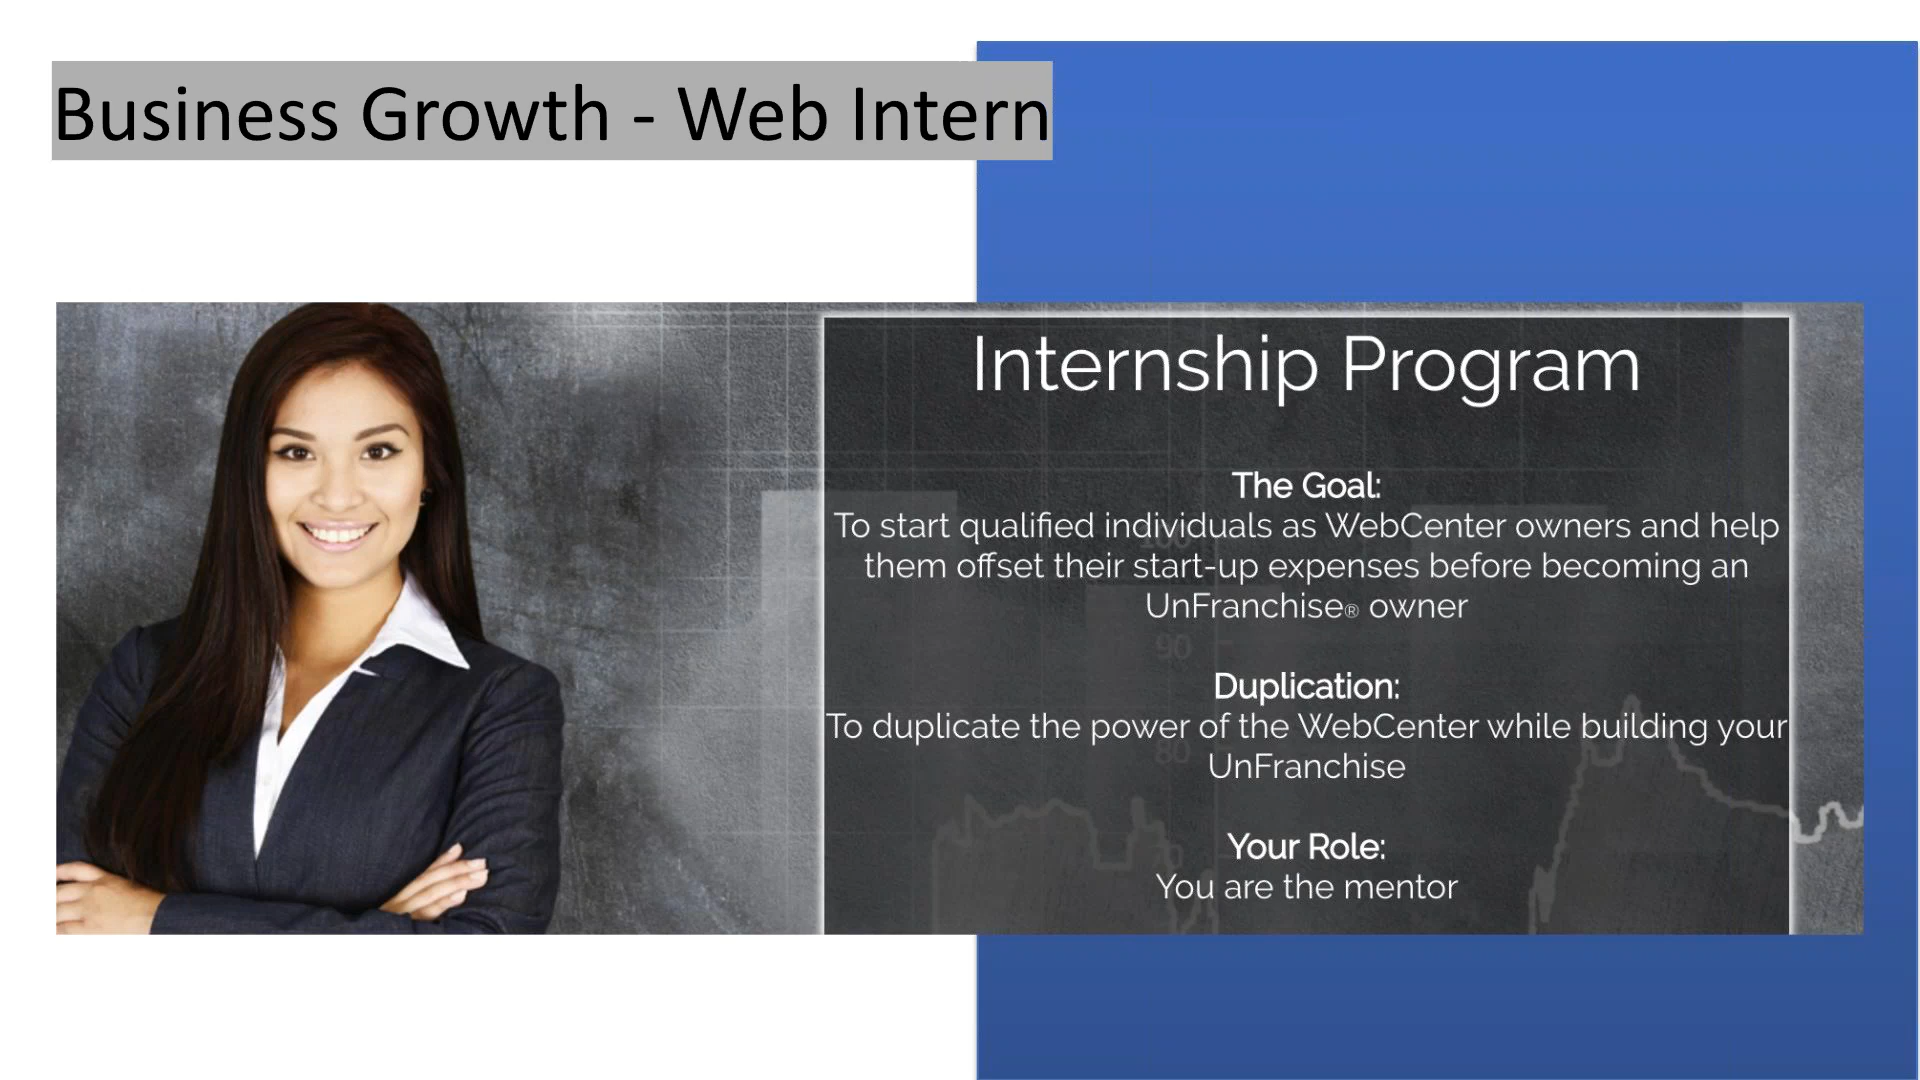 Business Growth - Web Intern
Internship Program
The Goal:
To start qualified individuals as WebCenter owners and help
them offset their start-up expenses before becoming an
UnFranchise® owner
Duplication:
To duplicate the power of the WebCenter while building your
UnFranchise
Your Role:
You are the mentor
90
80